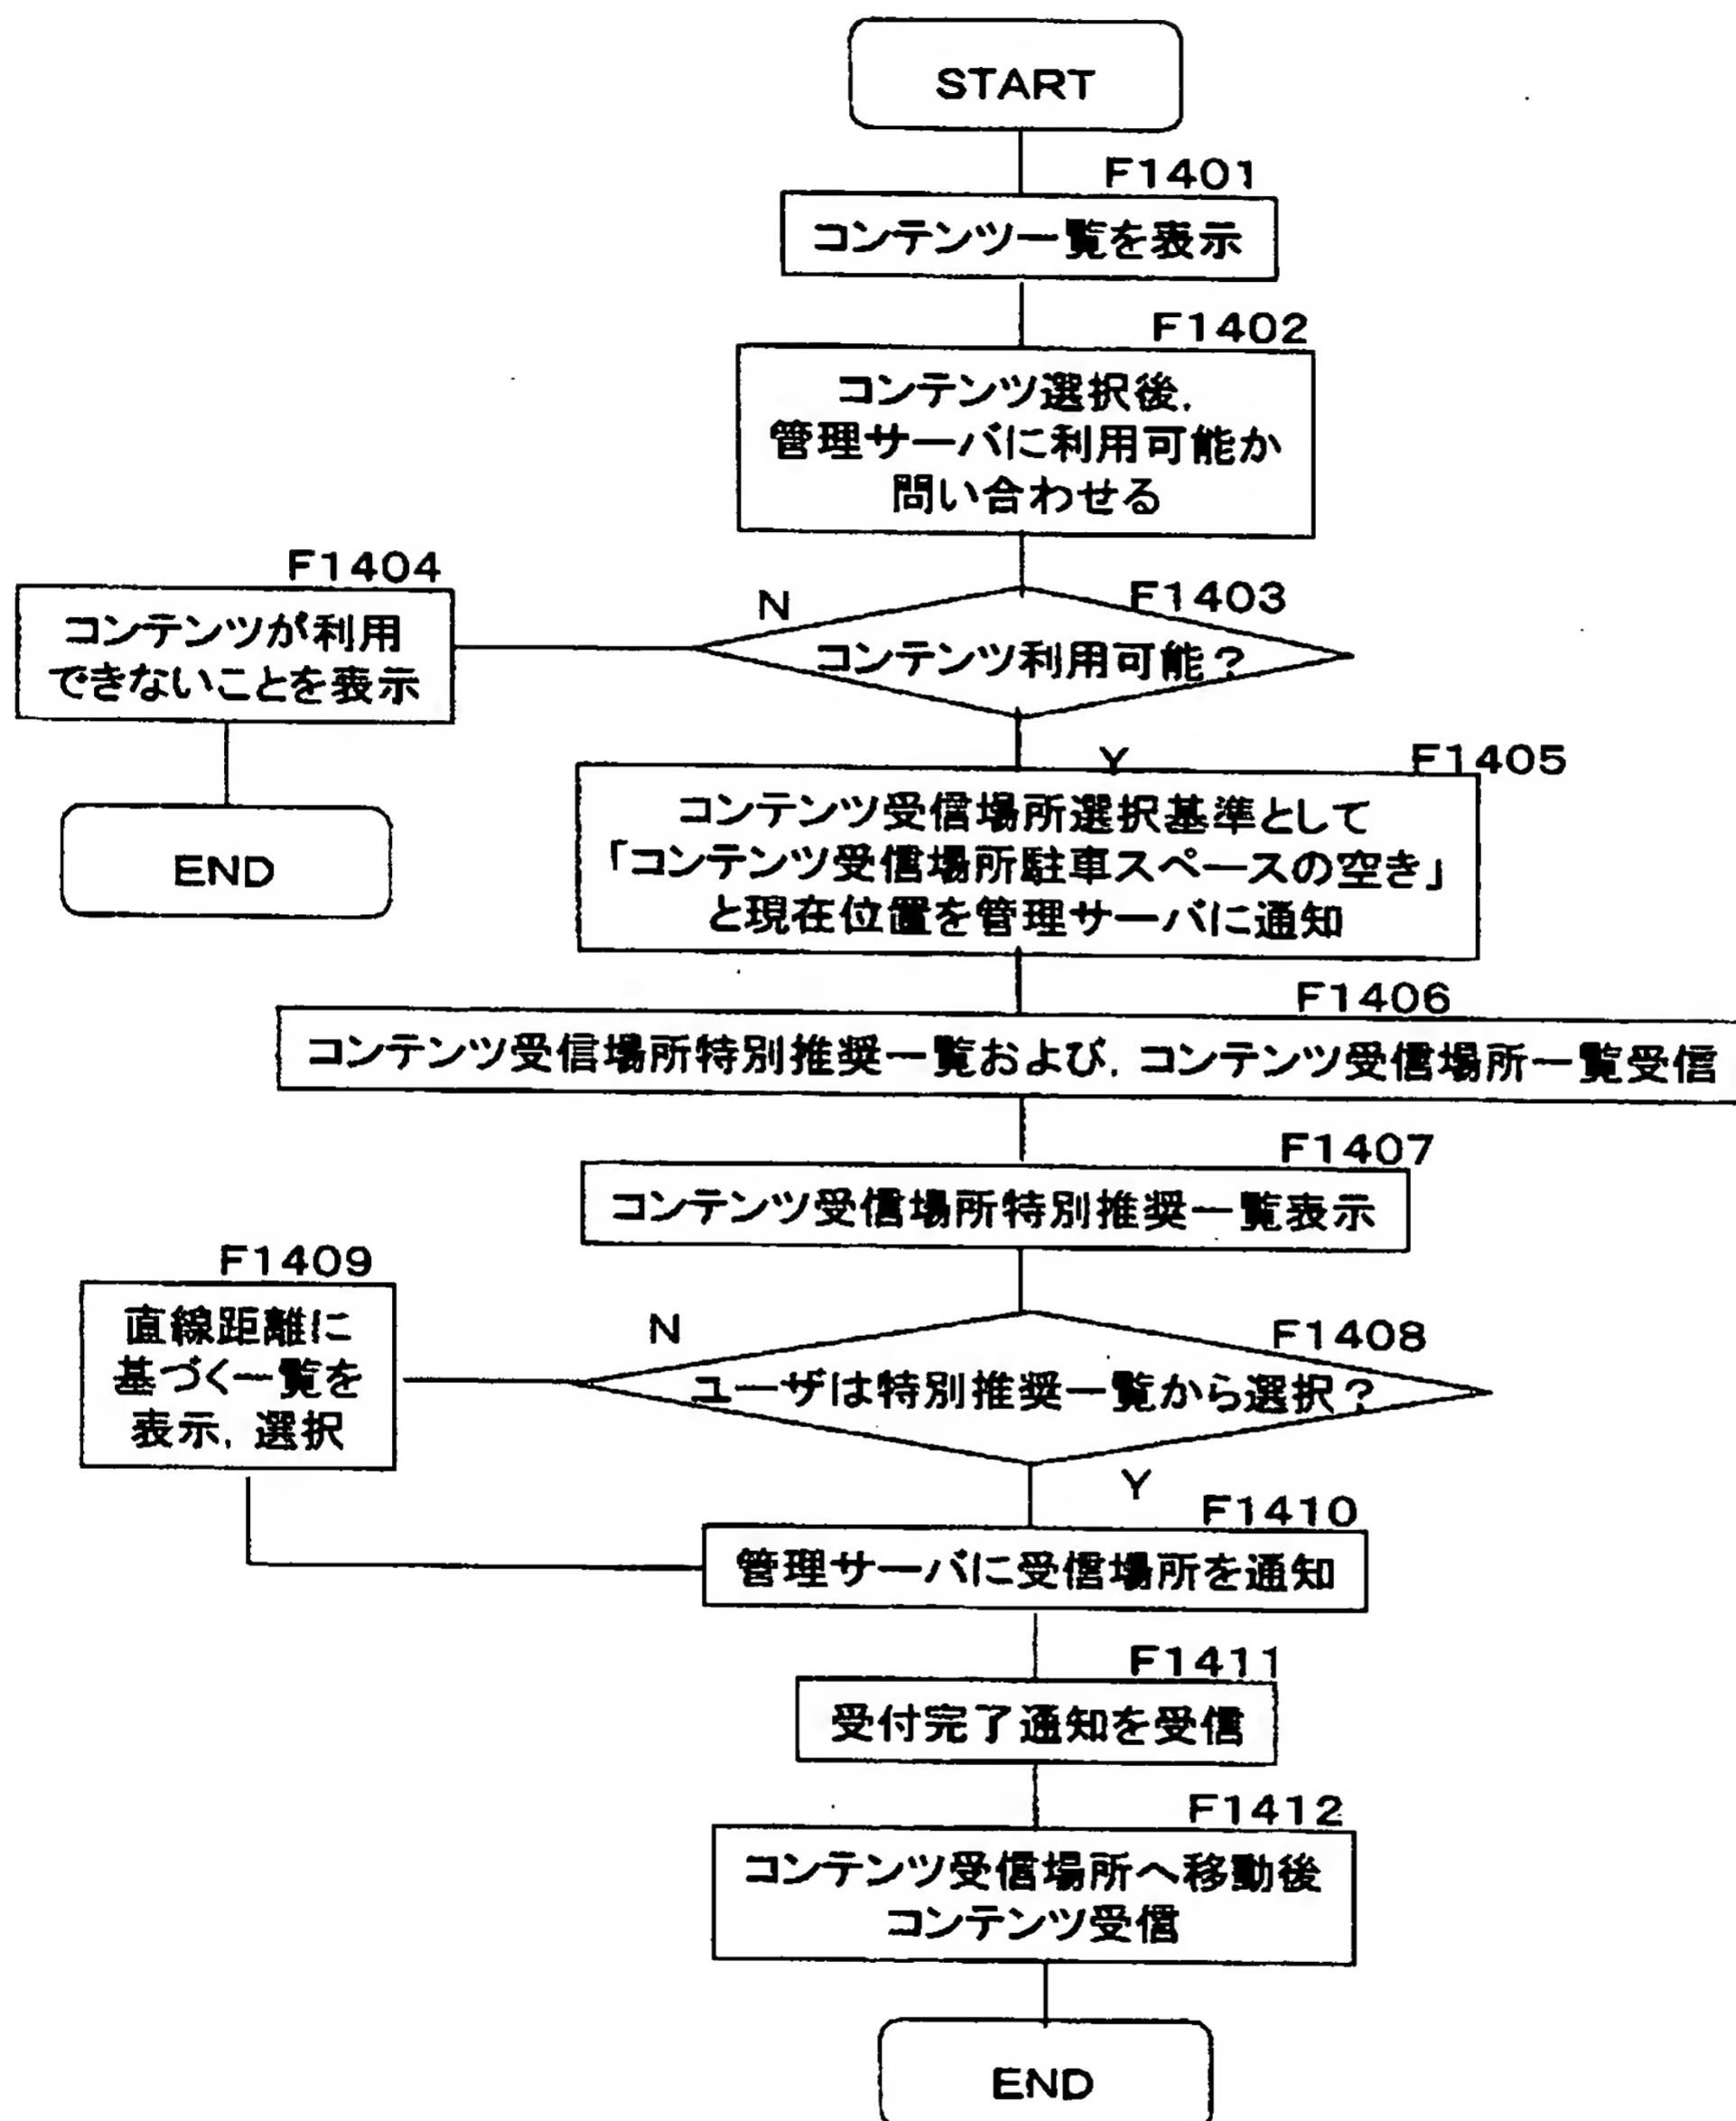 START
F1401
コンテンツ一覧を表示
F1402
コンテンツ選択後,
管理サーバに利用可能か
問い合わせる
F1403
N
コンテンツ利用可能？
F1404
コンテンツが利用
できないことを表示
END
Y
F1405
コンテンツ受信場所選択基準として
「コンテンツ受信場所駐車スペースの空き」
と現在位置を管理サーバに通知
F1406
コンテンツ受信場所特別推奨一覧および, コンテンツ受信場所一覧受信
F1407
コンテンツ受信場所特別推奨一覧表示
F1408
N
ユーザは特別推奨一覧から選択？
F1409
直線距離に
基づく一覧を
表示, 選択
Y
F1410
管理サーバに受信場所を通知
F1411
受付完了通知を受信
F1412
コンテンツ受信場所へ移動後
コンテンツ受信
END